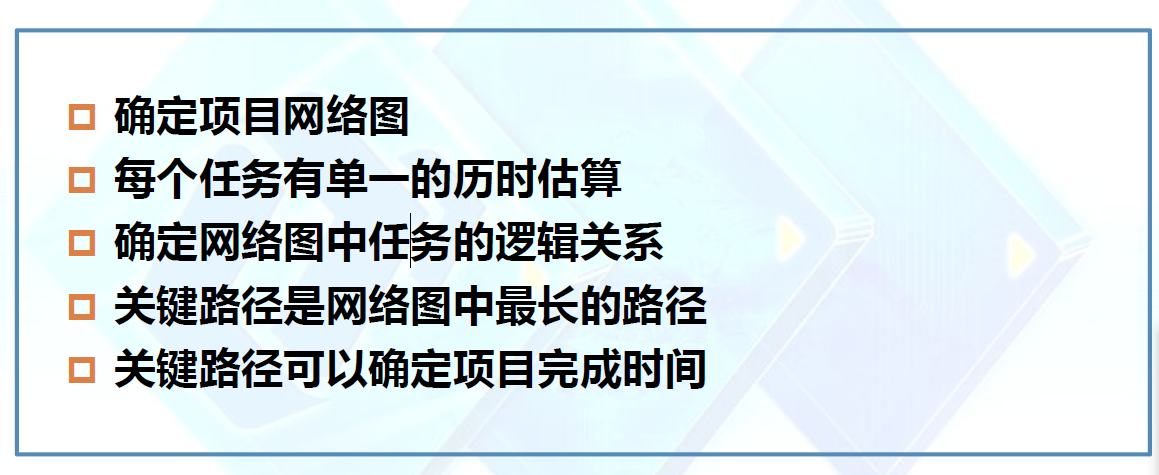 确定项目网络图
每个任务有单一的历时估算
确定网络图中任务的逻辑关系
关键路径是网络图中最长的路径
关键路径可以确定项目完成时间